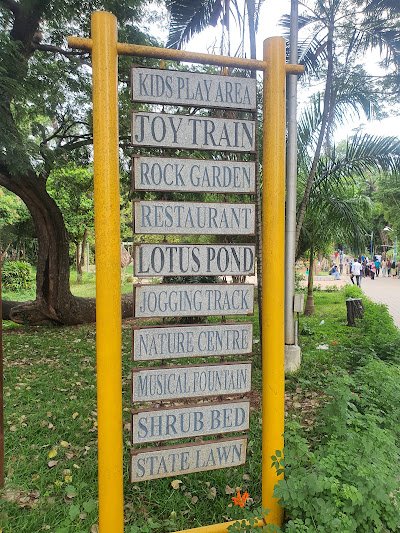 KIDS PLAY AREA
JOY TRAIN
ROCK GARDEN
RESTAURANT
LOTUS POND
JOGGING TRACK
NATURE CENTRE
MUSICAL FOUNTAIN
SHRUB BED
STATE LAWN